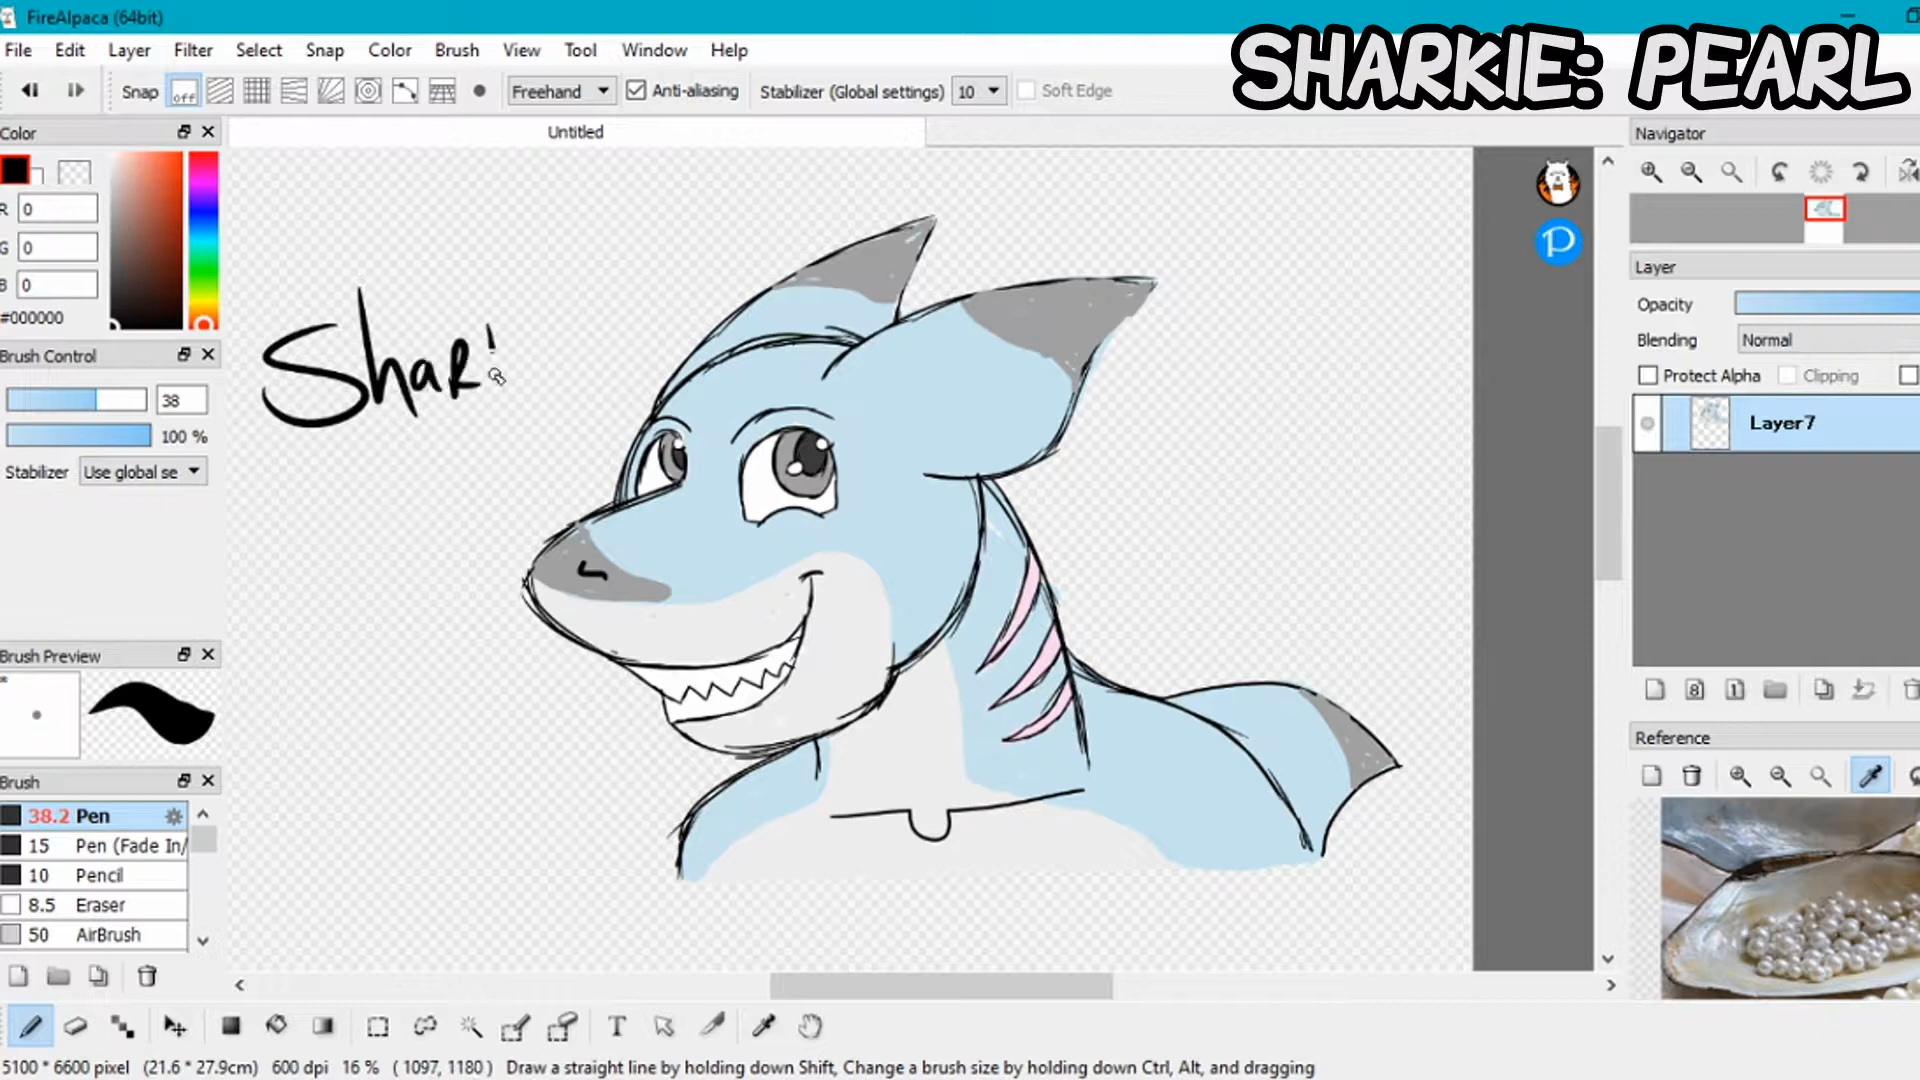 FireAlpaca (64bit)
SHARKIE: PEARL
File Edit Layer Filter Select Snap Color Brush View Tool Window Help
Snap off Freehand Anti-aliasing Stabilizer (Global settings) 10 Soft Edge
Color
Untitled
Navigator
R 0
G 0
B 0
#000000
Layer
Opacity
Blending Normal
Protect Alpha Clipping
Layer7
Brush Control
38
100 %
Stabilizer Use global se
Shar
Brush Preview
*
Reference
Brush
38.2 Pen
15 Pen (Fade In/
10 Pencil
8.5 Eraser
50 AirBrush
5100 * 6600 pixel (21.6 * 27.9cm) 600 dpi 16 % ( 1097, 1180 ) Draw a straight line by holding down Shift, Change a brush size by holding down Ctrl, Alt, and dragging